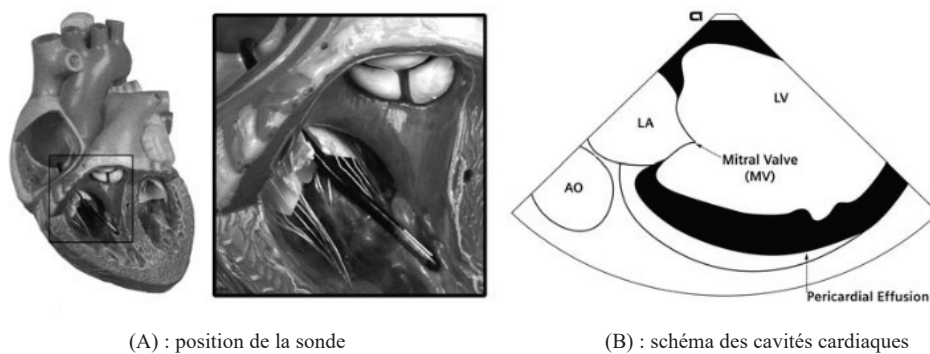 LV
LA
Mitral Valve
(MV)
AO
Pericardial Effusion
(A) : position de la sonde
(B) : schéma des cavités cardiaques